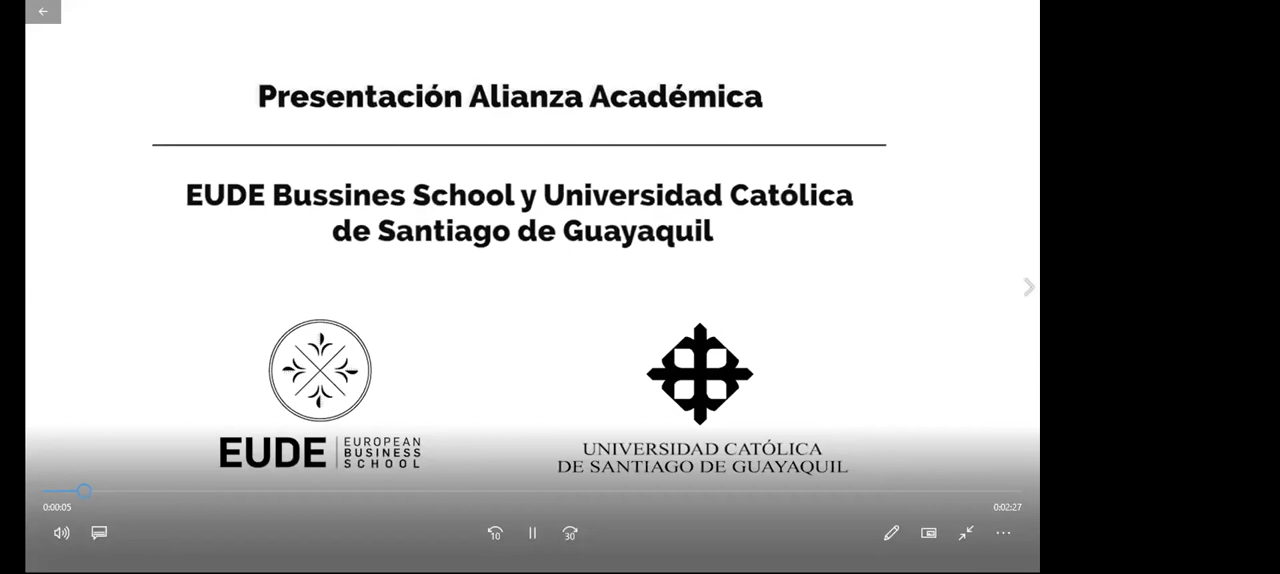 Presentación Alianza Académica
EUDE Bussines School y Universidad Católica
de Santiago de Guayaquil
EUDE
EUROPEAN
BUSINESS
SCHOOL
UNIVERSIDAD CATÓLICA
DE SANTIAGO DE GUAYAQUIL
0:00:05
0:02:27
10
30